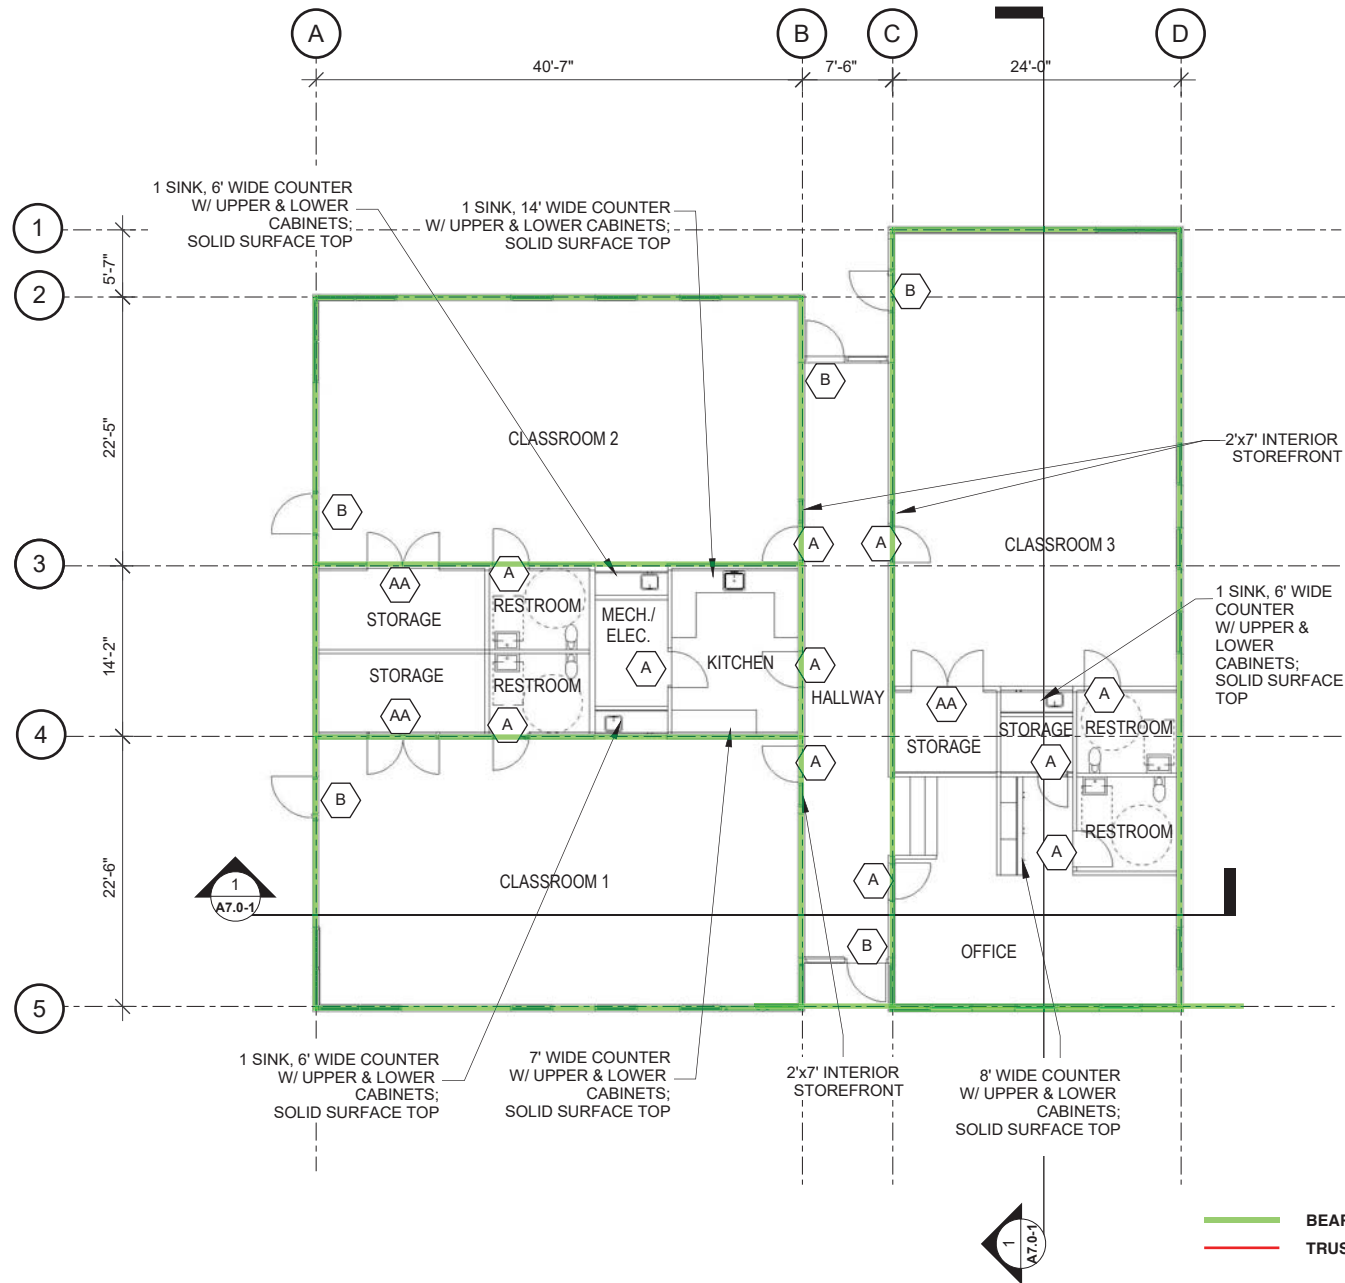 A
B
C
D
40'-7"
7'-6"
24'-0"
1 SINK, 6' WIDE COUNTER
W/ UPPER & LOWER
CABINETS;
SOLID SURFACE TOP
1 SINK, 14' WIDE COUNTER
W/ UPPER & LOWER CABINETS;
SOLID SURFACE TOP
1
5'-7"
2
B
B
22'-5"
CLASSROOM 2
2'x7' INTERIOR
STOREFRONT
B
A
A
CLASSROOM 3
3
AA
A
STORAGE
RESTROOM
MECH./
ELEC.
1 SINK, 6' WIDE
COUNTER
W/ UPPER &
LOWER
CABINETS;
SOLID SURFACE
TOP
14'-2"
STORAGE
RESTROOM
A
KITCHEN
A
HALLWAY
AA
A
AA
A
STORAGE
STORAGE
RESTROOM
4
A
A
B
22'-6"
RESTROOM
A
CLASSROOM 1
A
1
A7.0-1
B
OFFICE
5
1 SINK, 6' WIDE COUNTER
W/ UPPER & LOWER
CABINETS;
SOLID SURFACE TOP
7' WIDE COUNTER
W/ UPPER & LOWER
CABINETS;
SOLID SURFACE TOP
2'x7' INTERIOR
STOREFRONT
8' WIDE COUNTER
W/ UPPER & LOWER
CABINETS;
SOLID SURFACE TOP
1
A7.0-1